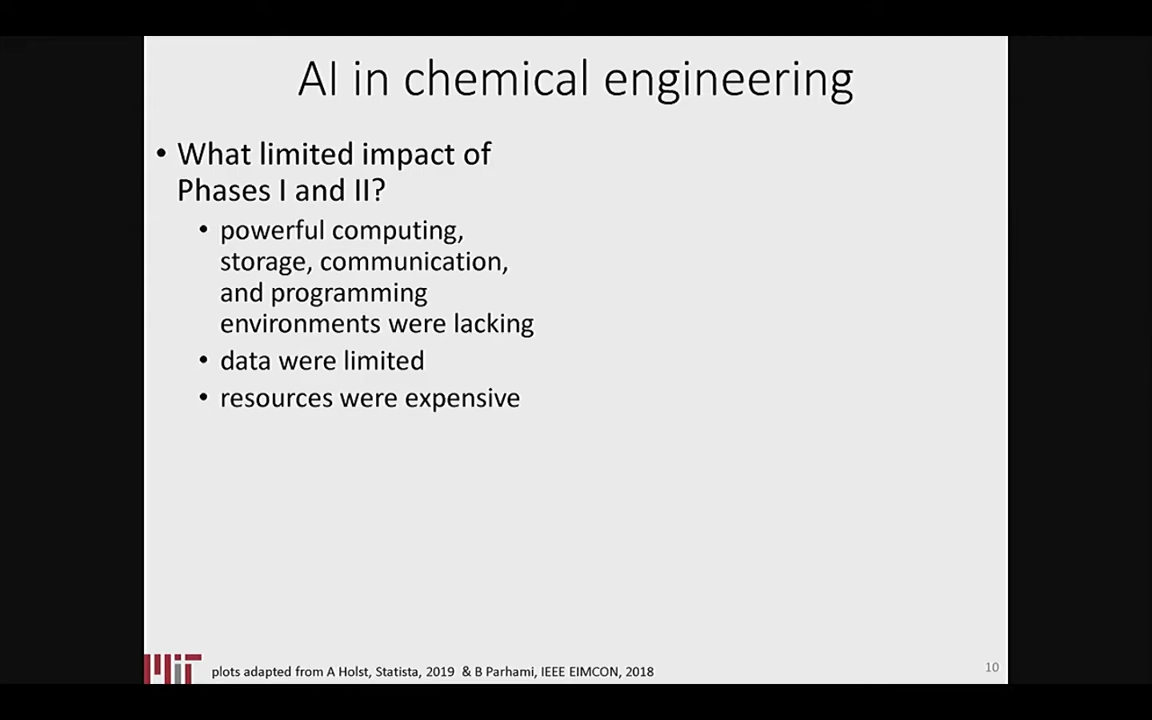 AI in chemical engineering
• What limited impact of
Phases I and II?
• powerful computing,
storage, communication,
and programming
environments were lacking
• data were limited
• resources were expensive
MIT
plots adapted from A Holst, Statista, 2019 & B Parhami, IEEE EIMCON, 2018
10